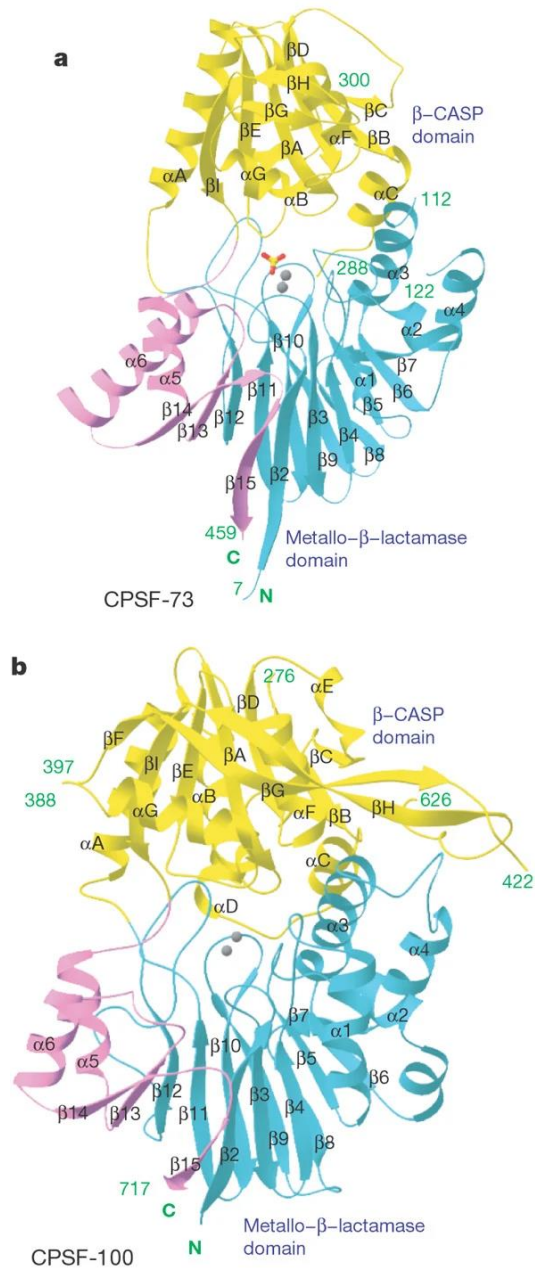 a
βD
βH
300
βC
βG
β-CASP
domain
βE
αF
βB
βA
αA
βI
αG
αB
αC
112
288
α3
122
α4
α2
β10
β7
α6
α5
β11
α1
β6
β14
β12
β5
β13
β3
β4
β2
β9
β8
β15
459
C
Metallo-β-lactamase
domain
7
N
CPSF-73
b
276
αE
βD
β-CASP
domain
βF
βA
βC
βI
βE
397
βG
626
388
αG
αB
αF
βB
βH
αA
αC
422
αD
α3
α4
β7
α1
α2
α6
α5
β10
β5
β6
β12
β3
β14
β13
β11
β4
β9
β8
β2
β15
717
C
N
Metallo-β-lactamase
domain
CPSF-100